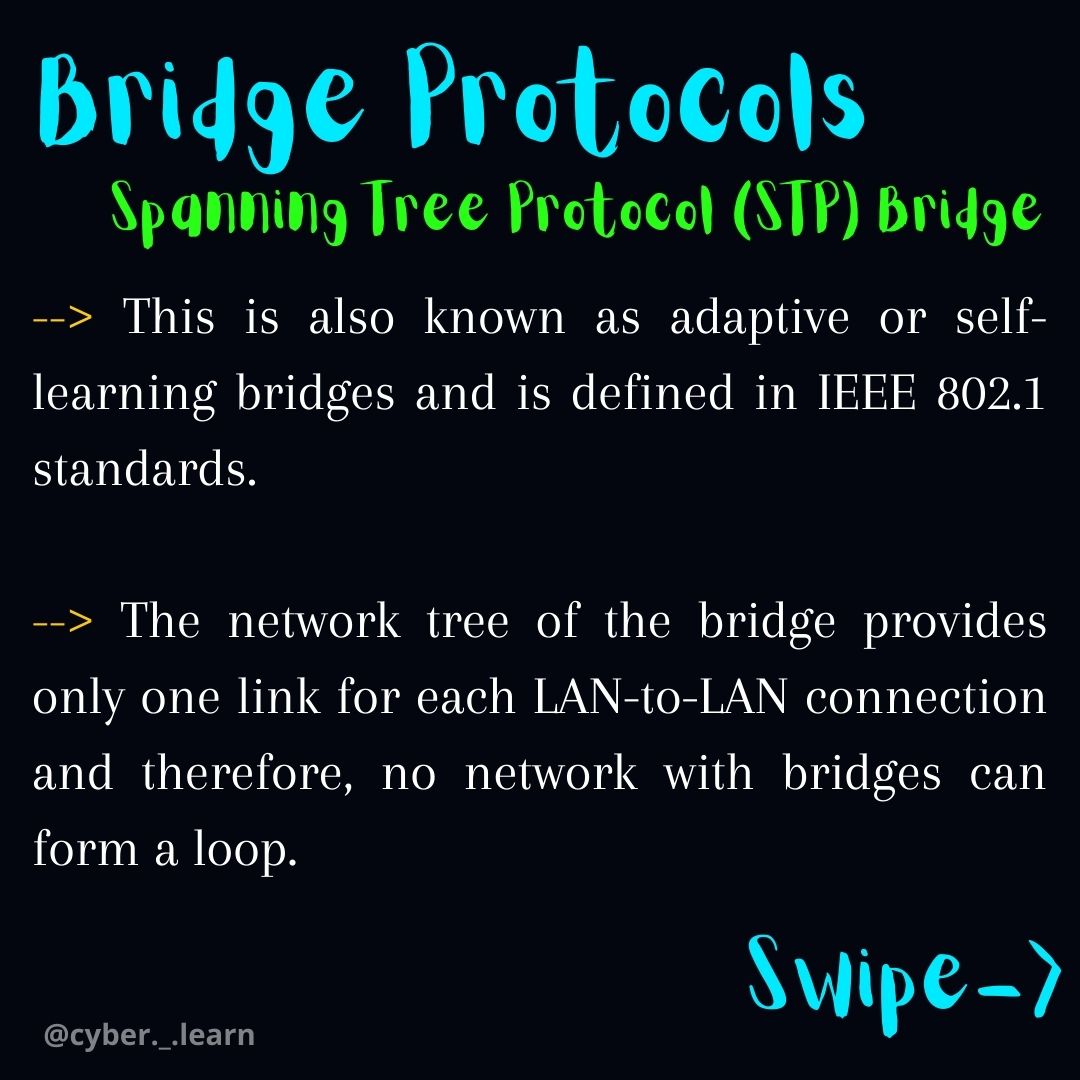 Bridge Protocols
Spanning Tree Protocol (STP) Bridge
--> This is also known as adaptive or self-
learning bridges and is defined in IEEE 802.1
standards.
--> The network tree of the bridge provides
only one link for each LAN-to-LAN connection
and therefore, no network with bridges can
form a loop.
Swipe->
@cyber._.learn